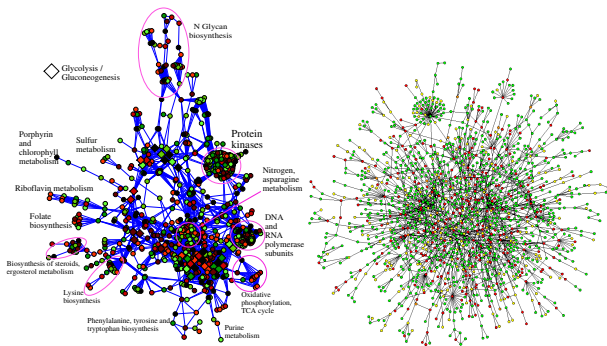 N Glycan
biosynthesis
Glycolysis /
Gluconeogenesis
Porphyrin
and
chlorophyll
metabolism
Sulfur
metabolism
Protein
kinases
Nitrogen,
asparagine
metabolism
Riboflavin metabolism
Folate
biosynthesis
DNA
and
RNA
polymerase
subunits
Biosynthesis of steroids,
ergosterol metabolism
Lysine
biosynthesis
Oxidative
phosphorylation,
TCA cycle
Phenylalanine, tyrosine and
tryptophan biosynthesis
Purine
metabolism